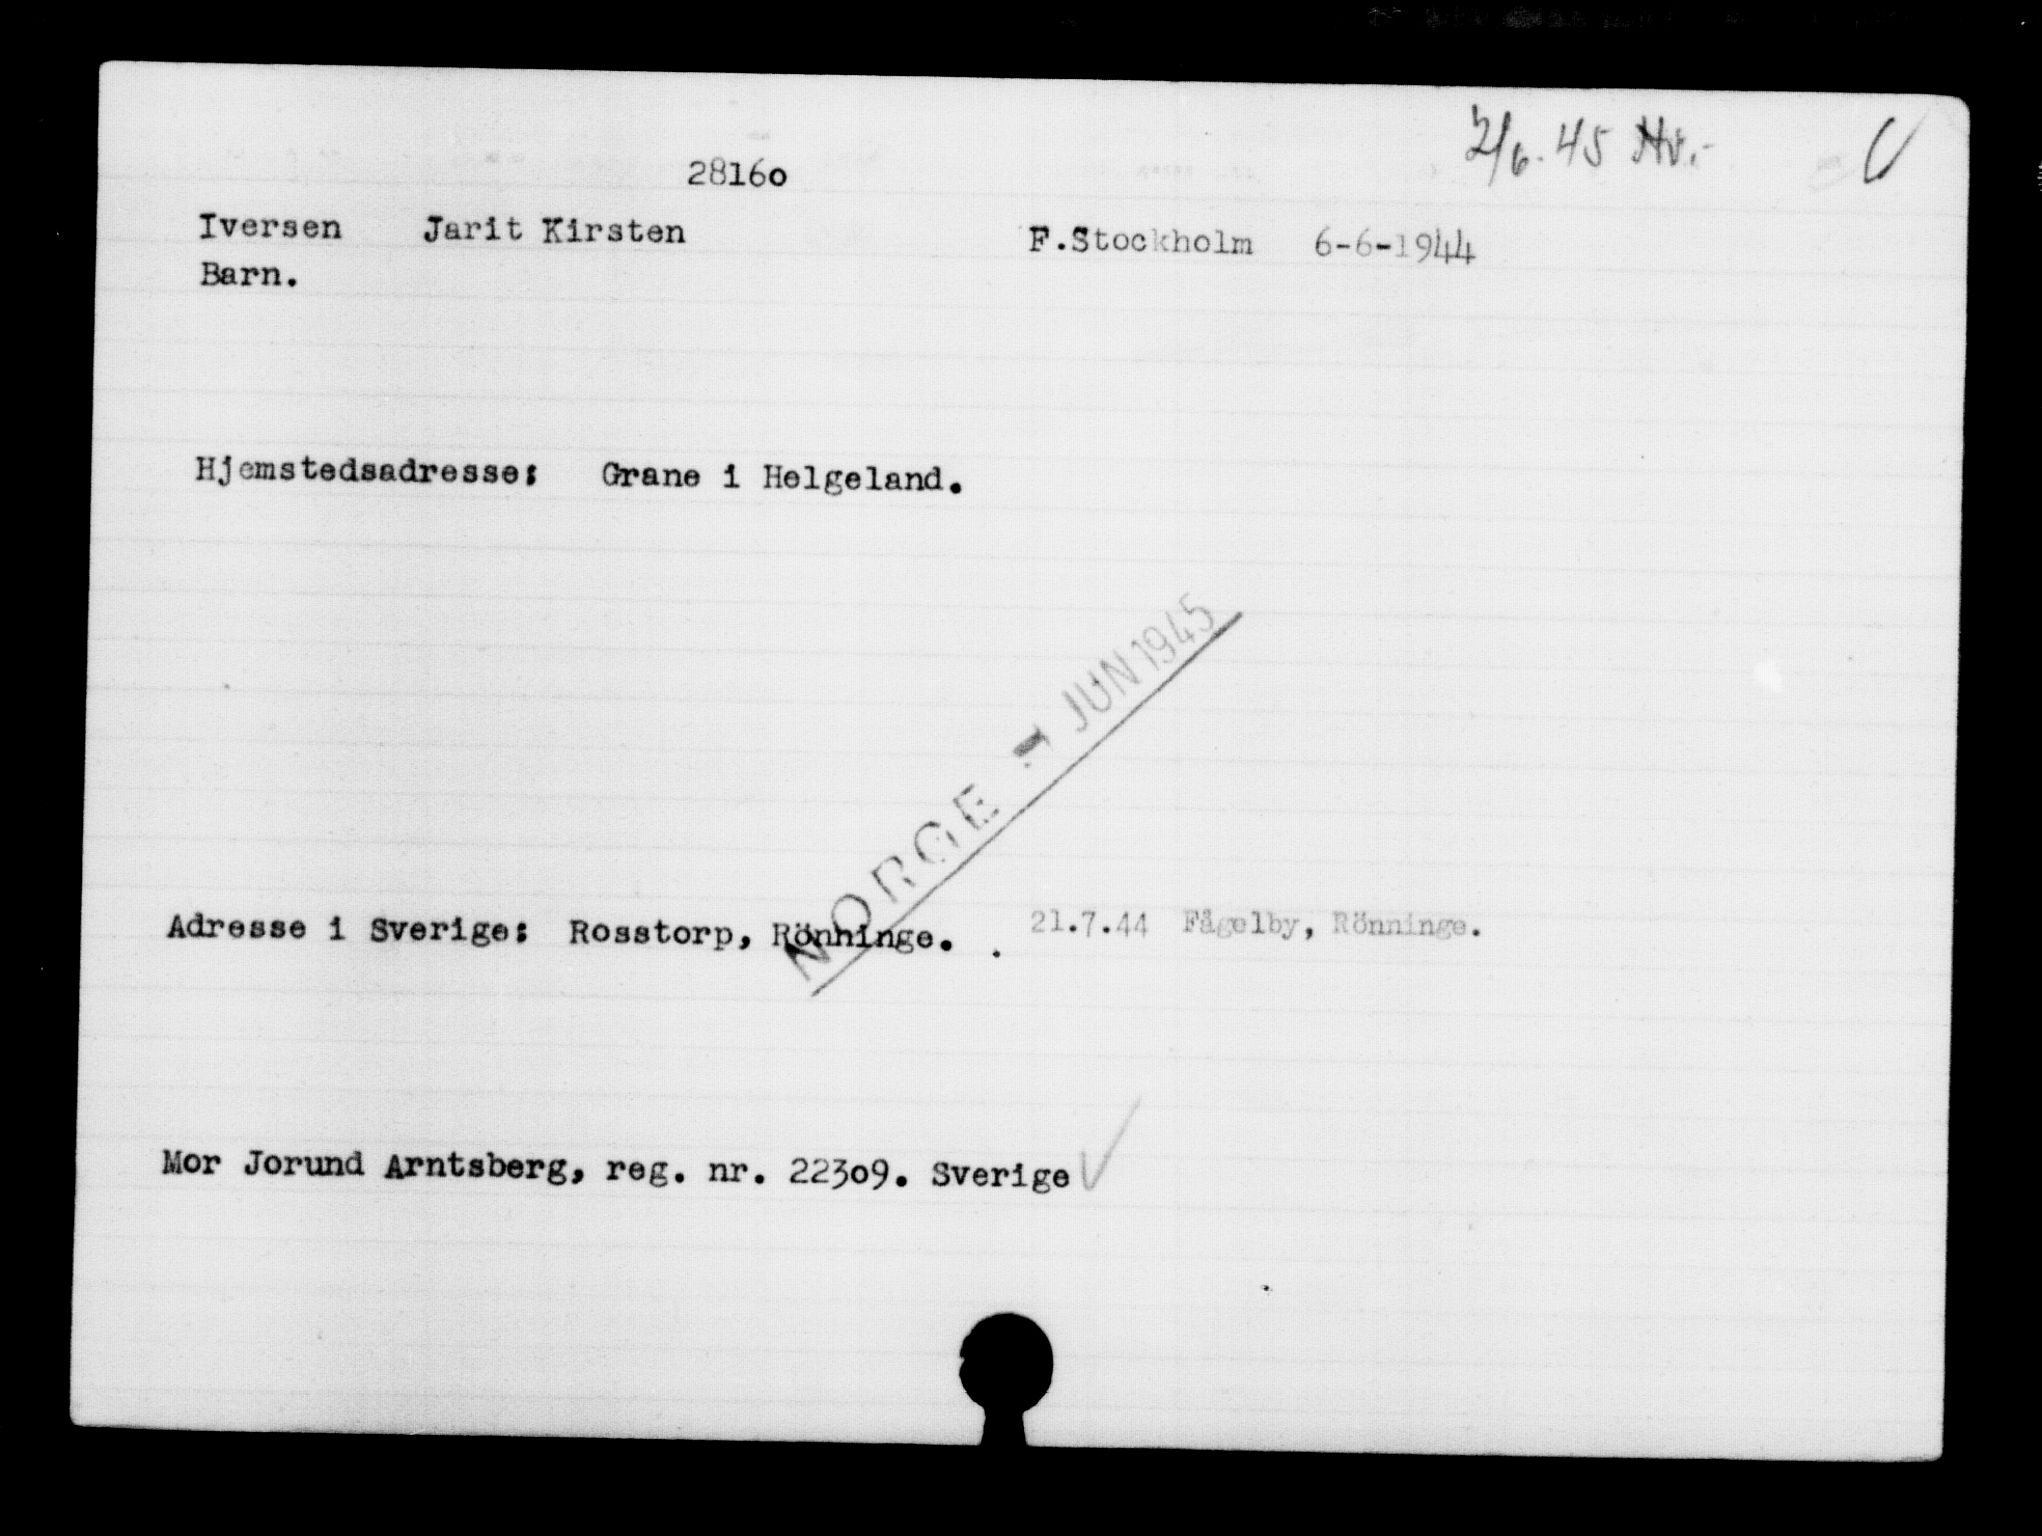 2/6. 45 Hv.-
2816o
Iversen Jarit Kirsten F.Stockholm 6-6-1944
Barn.
Hjemstedsadresse: Grane i Helgeland.
NORGE - JUN 1945
Adresse i Sverige: Rosstorp, Rönninge. . 21.7.44 Fågelby, Rönninge.
Mor Jorund Arntsberg, reg. nr. 223o9. Sverige